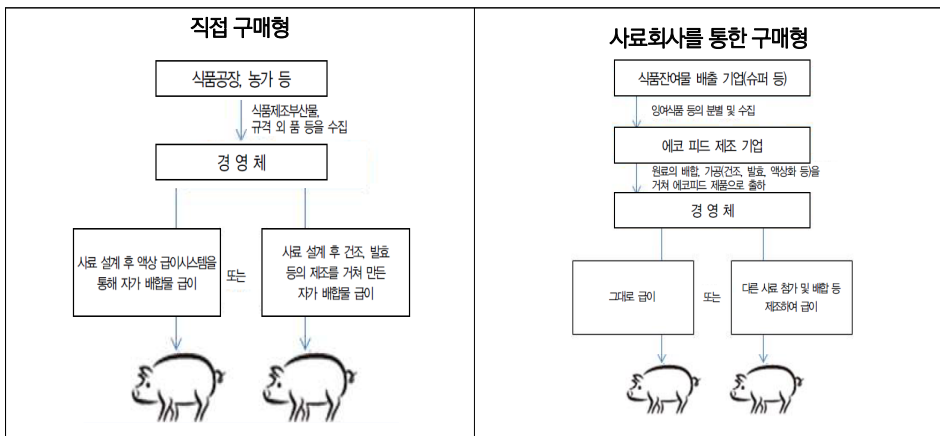 직접 구매형
식품공장, 농가 등
식품제조부산물,
규격 외 품 등을 수집
경영체
사료 설계 후 액상 급이시스템을
통해 자가 배합물 급이
또는
사료 설계 후 건조, 발효
등의 제조를 거쳐 만든
자가 배합물 급이
사료회사를 통한 구매형
식품잔여물 배출 기업(슈퍼 등)
잉여식품 등의 분별 및 수집
에코 피드 제조 기업
원료의 배합, 가공(건조, 발효, 액상화 등)을
거쳐 에코피드 제품으로 출하
경영체
그대로 급이
또는
다른 사료 첨가 및 배합 등
제조하여 급이